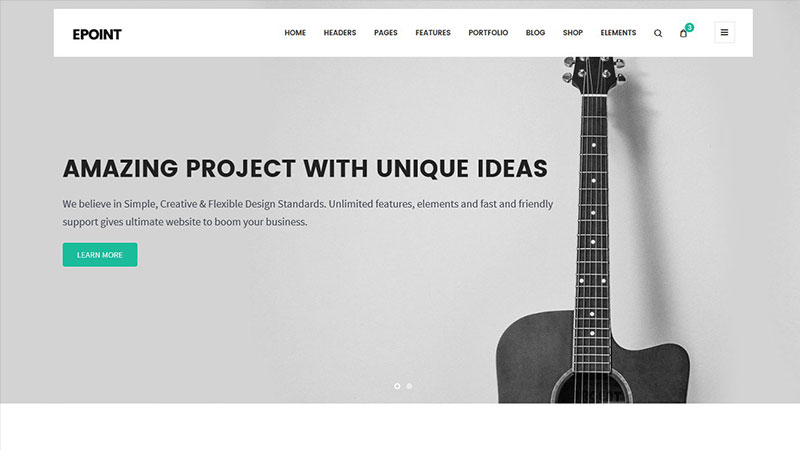 EPOINT
HOME HEADERS PAGES FEATURES PORTFOLIO BLOG SHOP ELEMENTS 3
AMAZING PROJECT WITH UNIQUE IDEAS
We believe in Simple, Creative & Flexible Design Standards. Unlimited features, elements and fast and friendly
support gives ultimate website to boom your business.
LEARN MORE